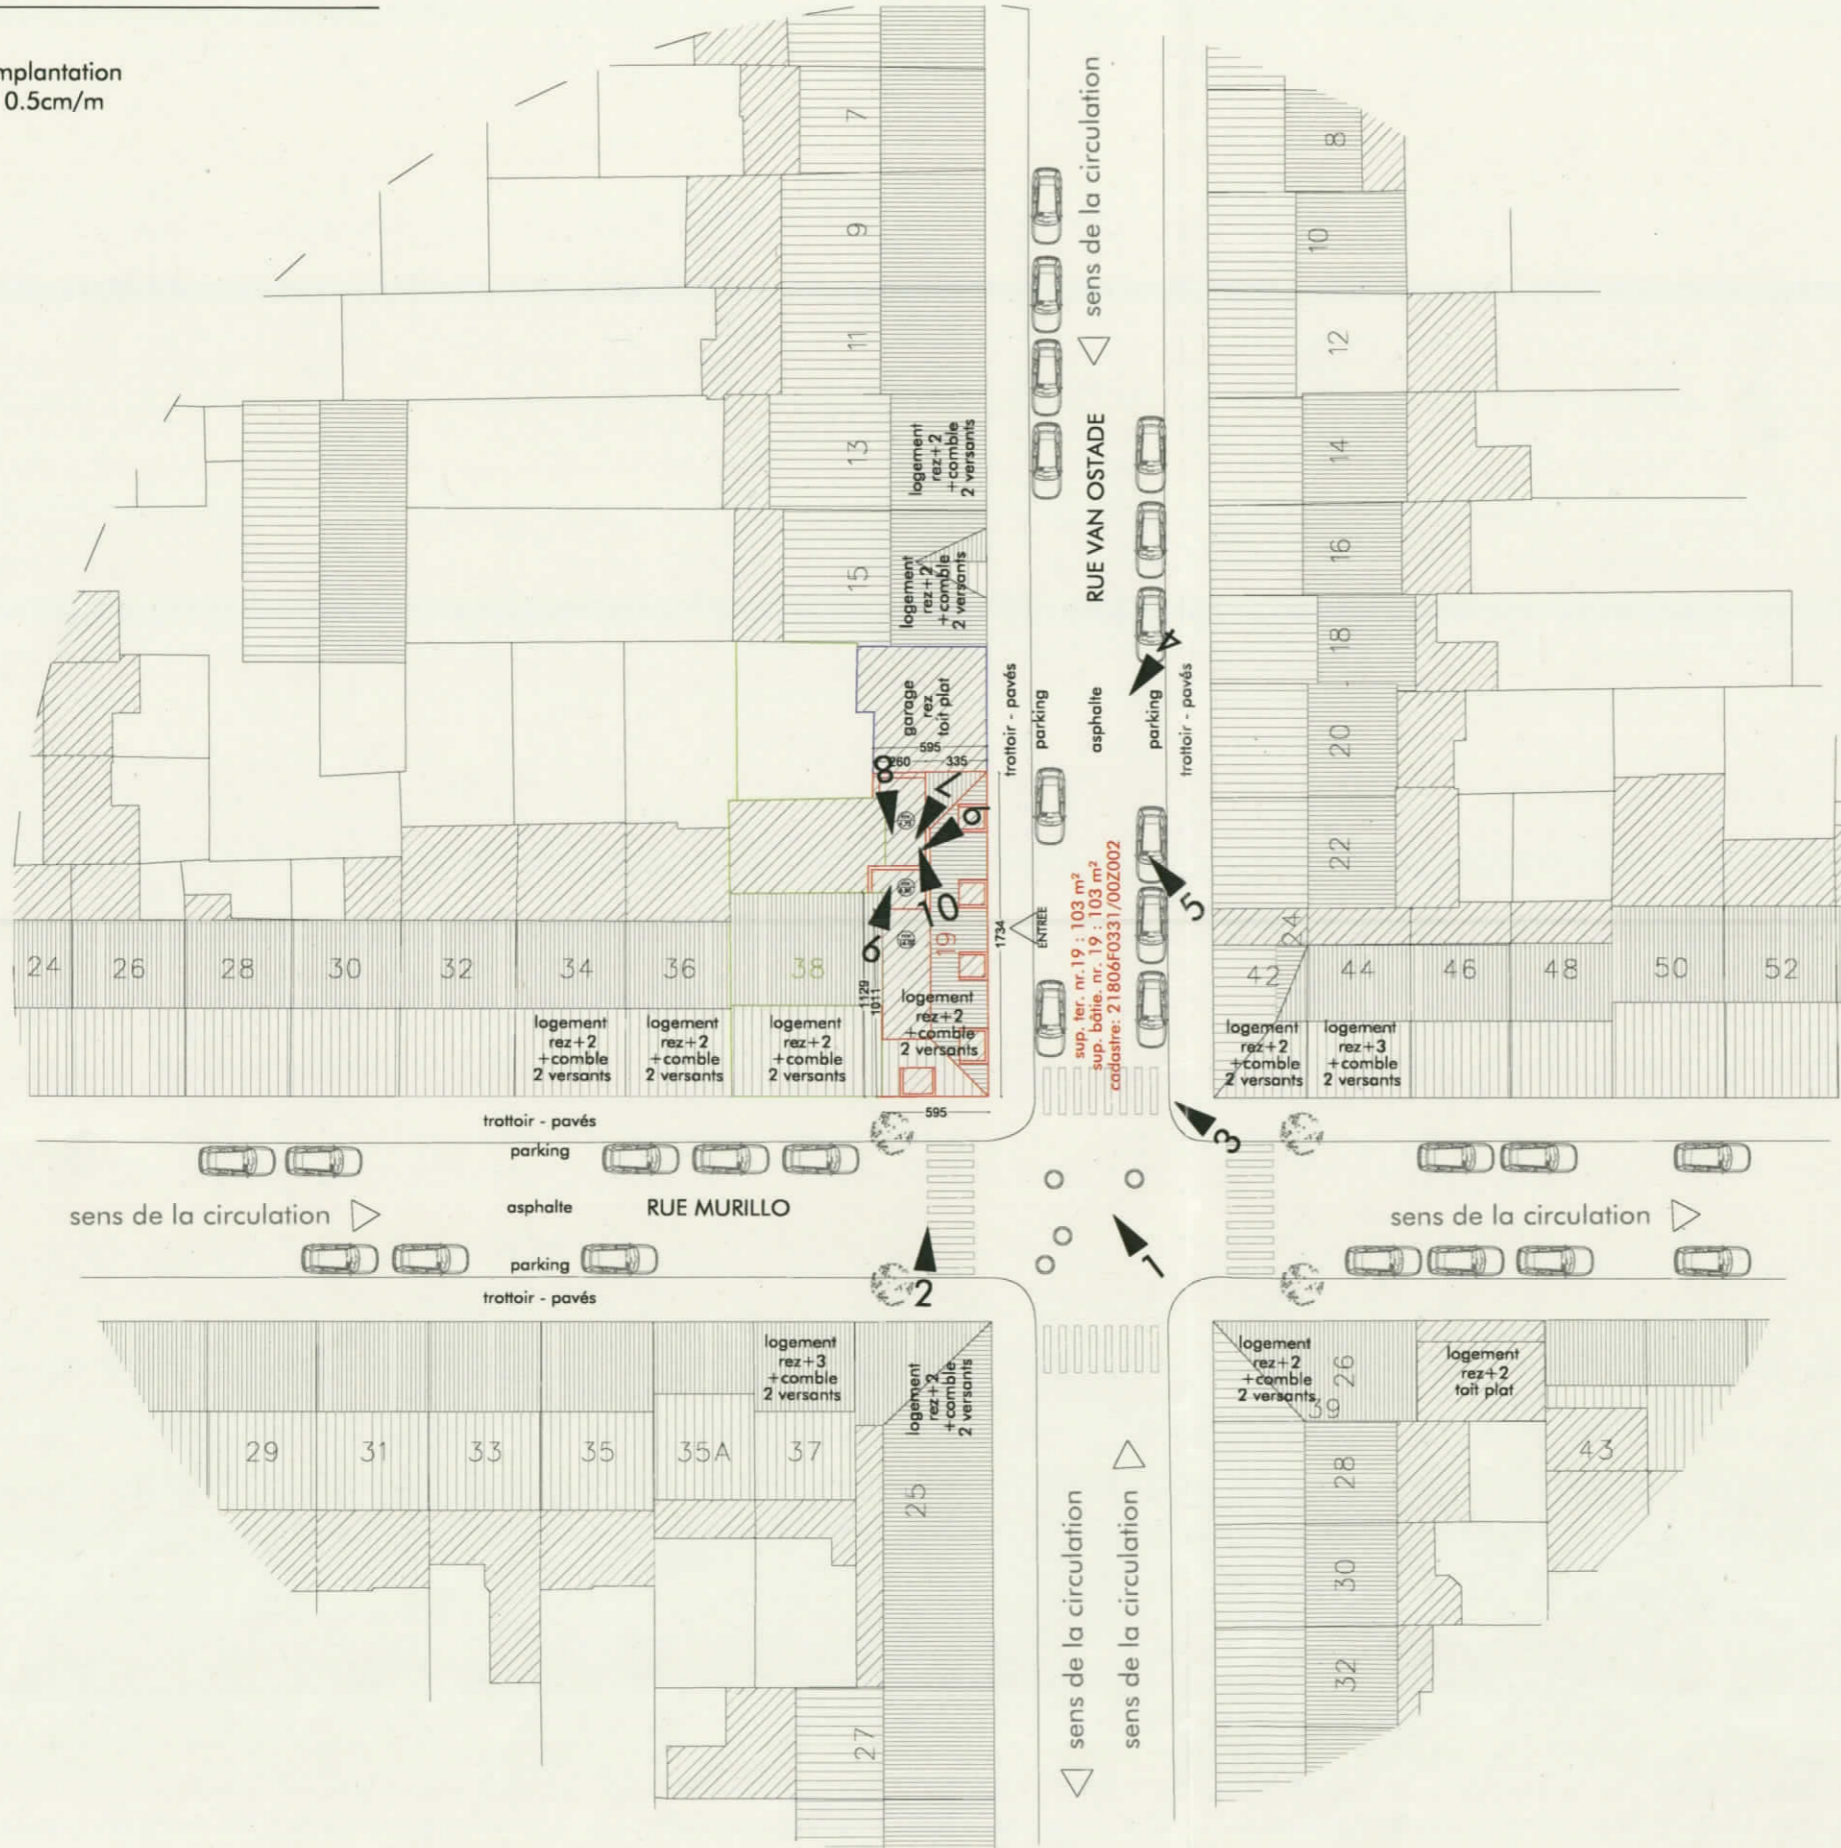 mplantation
0.5cm/m
7
9
11
13
15
logement
rez+2
+comble
2 versants
logement
rez+2
+comble
2 versants
garage
rez
toit plat
595
260
335
8
7
9
10
6
19
1734
1129
1011
logement
rez+2
+comble
2 versants
595
sens de la circulation
RUE VAN OSTADE
trottoir - pavés
parking
asphalte
parking
trottoir - pavés
4
5
ENTRÉE
sup. ter. nr.19 : 103 m²
sup. bâtie. nr. 19 : 103 m²
cadastre: 21806F0331/00Z002
8
10
12
14
16
18
20
22
24
24
26
28
30
32
34
36
38
logement
rez+2
+comble
2 versants
logement
rez+2
+comble
2 versants
logement
rez+2
+comble
2 versants
42
44
46
48
50
52
logement
rez+2
+comble
2 versants
logement
rez+3
+comble
2 versants
trottoir - pavés
parking
3
sens de la circulation
asphalte
RUE MURILLO
sens de la circulation
parking
trottoir - pavés
2
1
logement
rez+3
+comble
2 versants
logement
rez+2
+comble
2 versants
29
31
33
35
35A
37
25
27
sens de la circulation
sens de la circulation
logement
rez+2
+comble
2 versants
26
39
logement
rez+2
toit plat
28
43
30
32